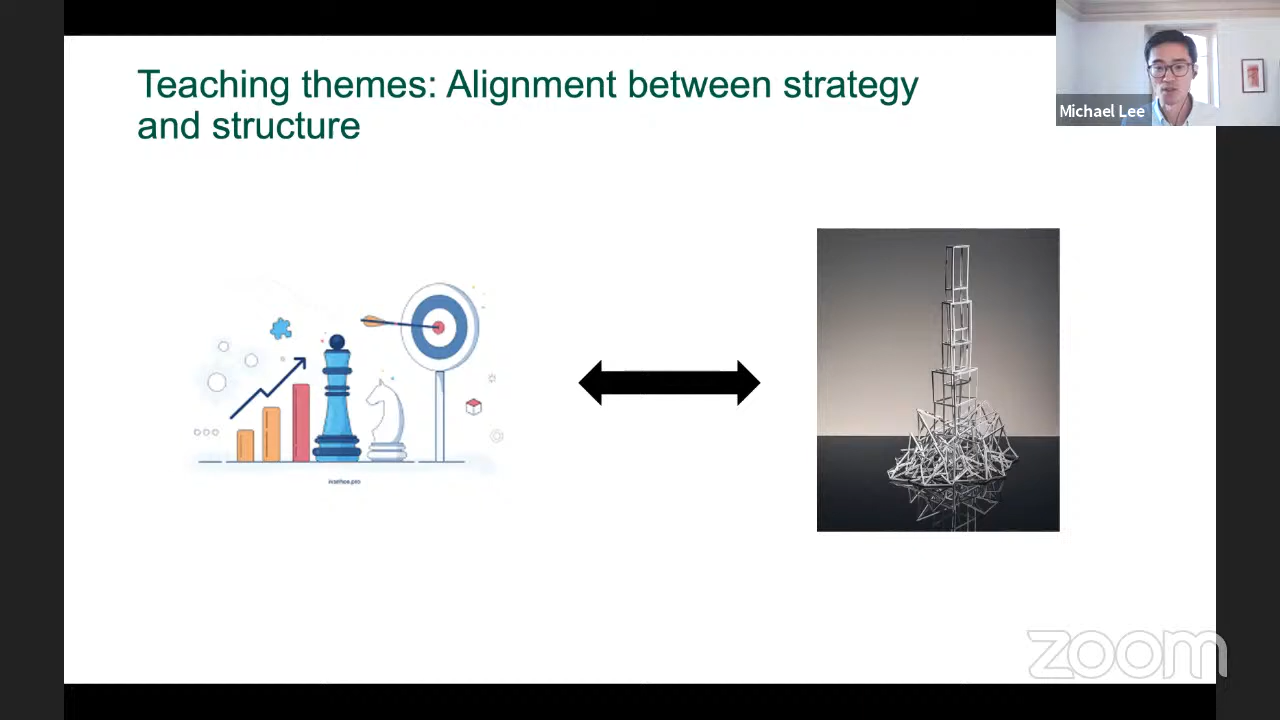 Teaching themes: Alignment between strategy
and structure
Michael Lee
zoom